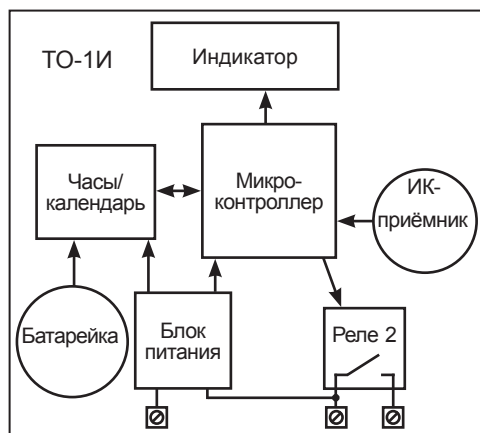 ТО-1И
Индикатор
Часы/
календарь
Микро-
контроллер
ИК-
приёмник
Батарейка
Блок
питания
Реле 2